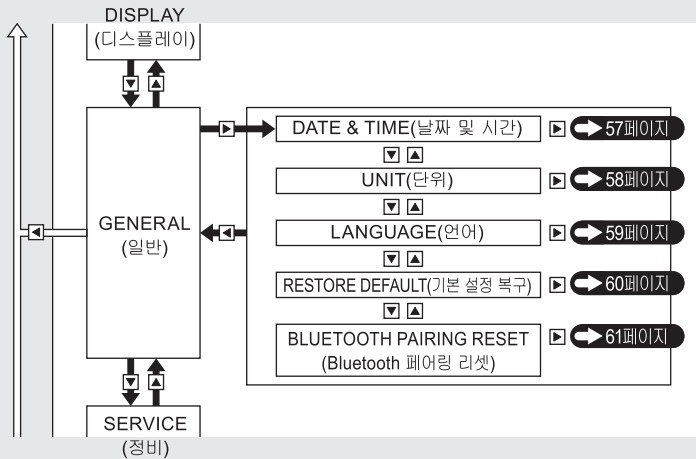 DISPLAY
(디스플레이)
DATE & TIME(날짜 및 시간)
57페이지
UNIT(단위)
58페이지
GENERAL
(일반)
LANGUAGE(언어)
59페이지
RESTORE DEFAULT(기본 설정 복구)
60페이지
BLUETOOTH PAIRING RESET
(Bluetooth 페어링 리셋)
61페이지
SERVICE
(정비)